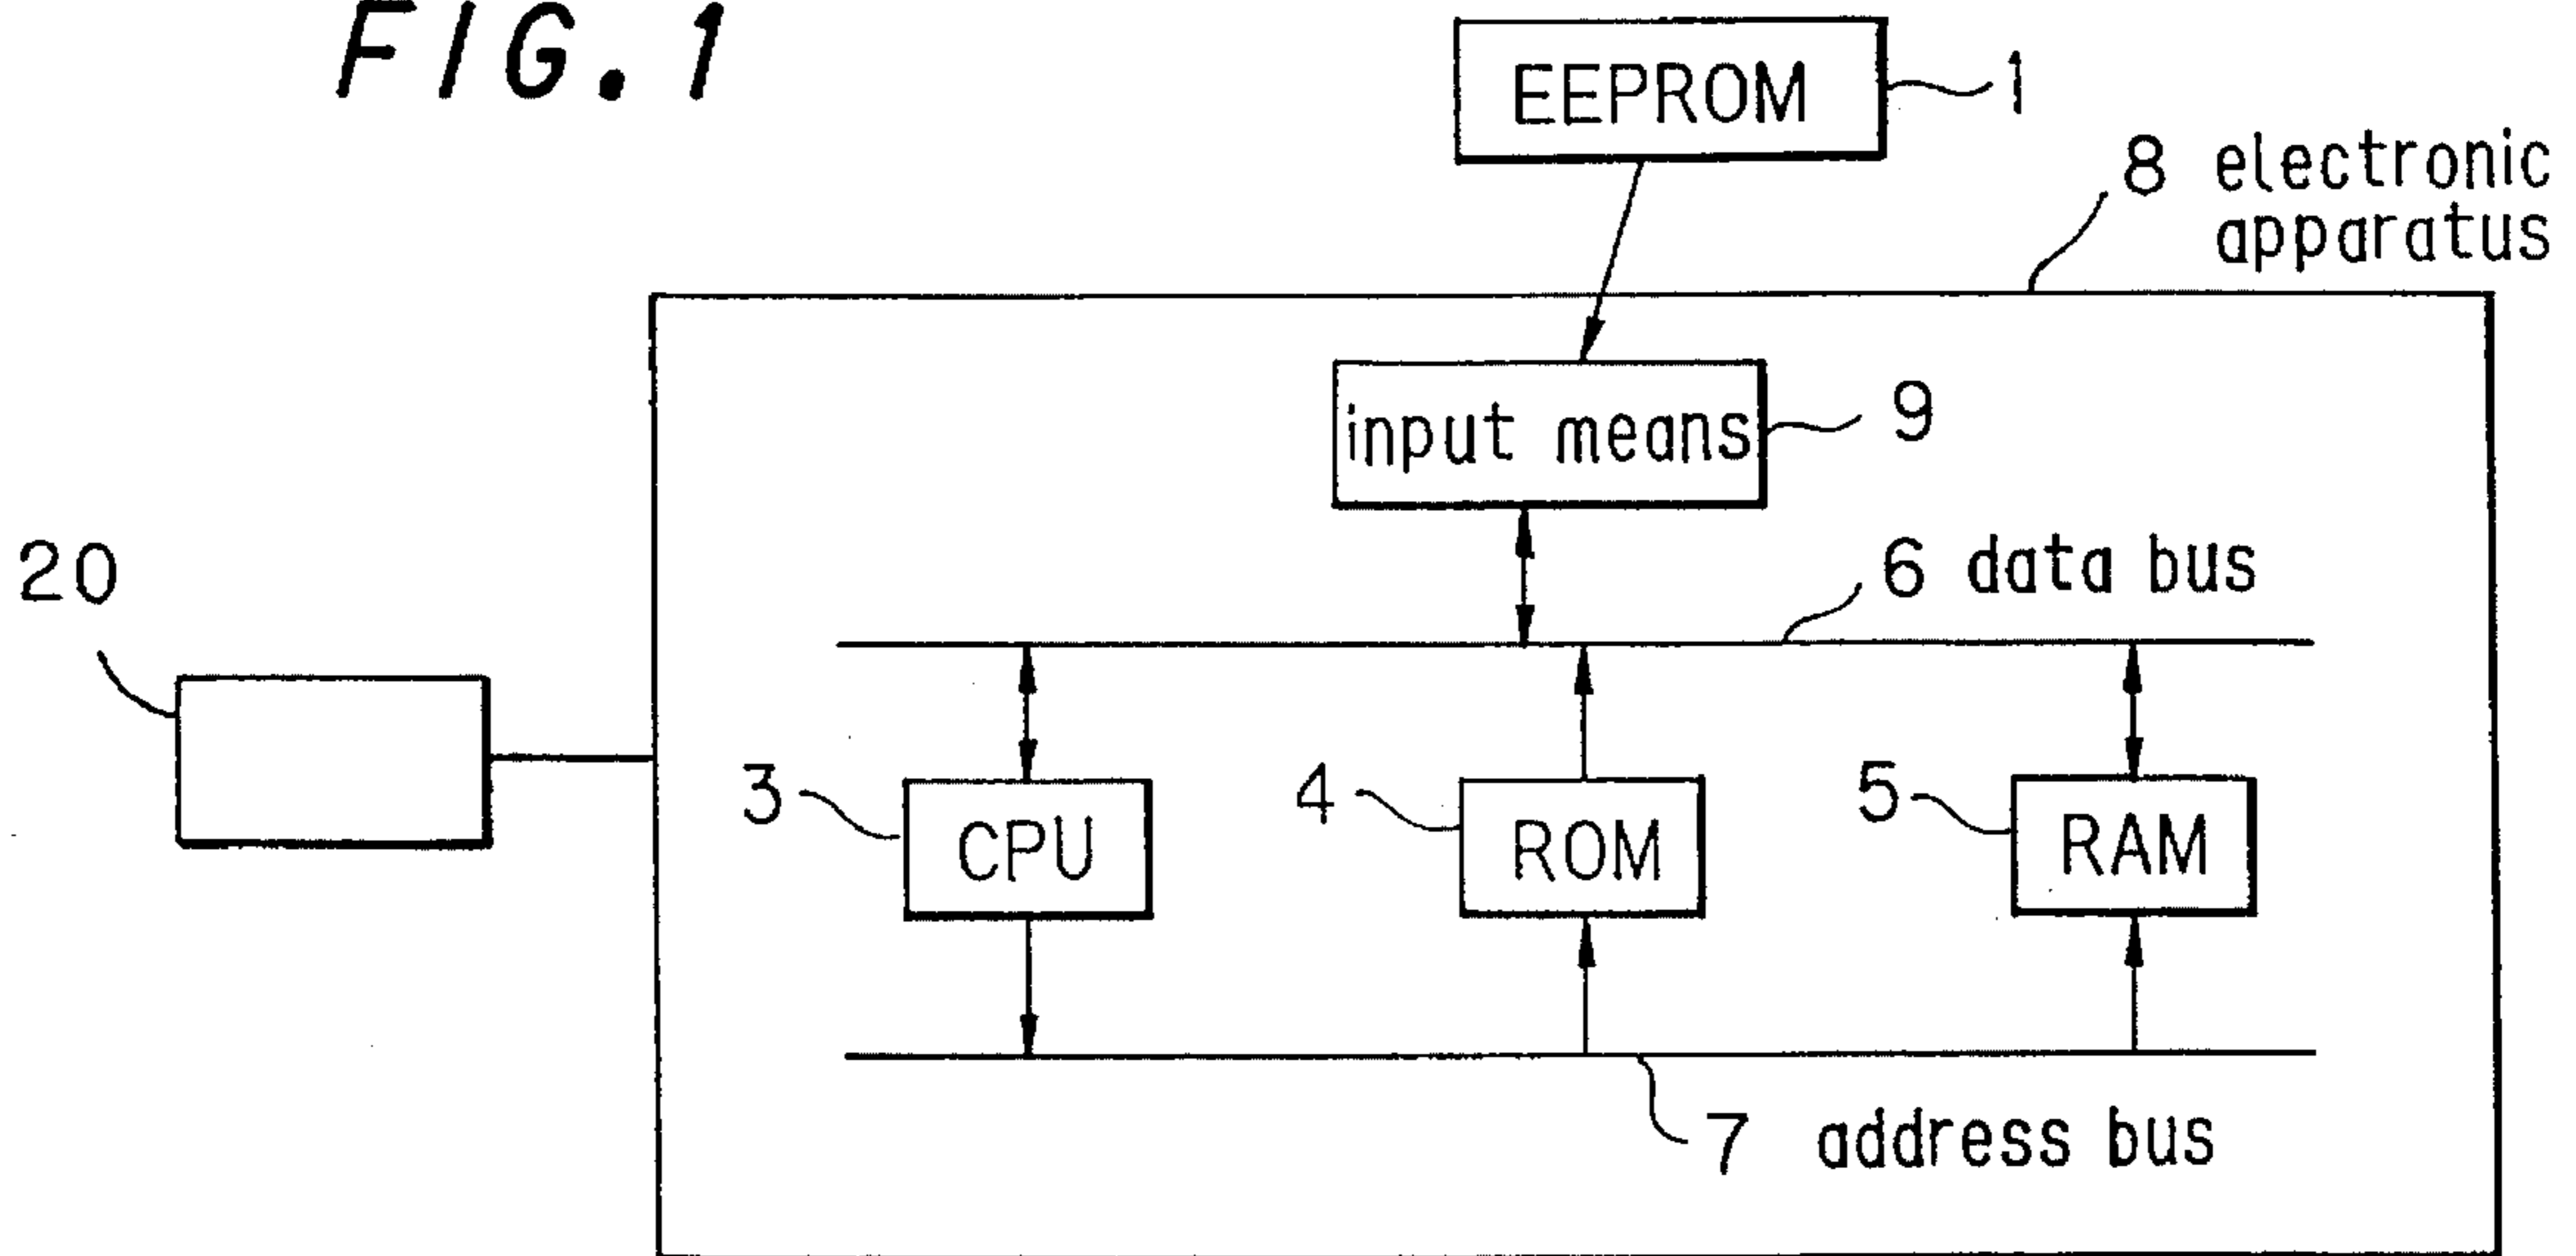 FIG.1
EEPROM
1
8 electronic
apparatus
input means
9
20
6 data bus
3
CPU
4
ROM
5
RAM
7 address bus